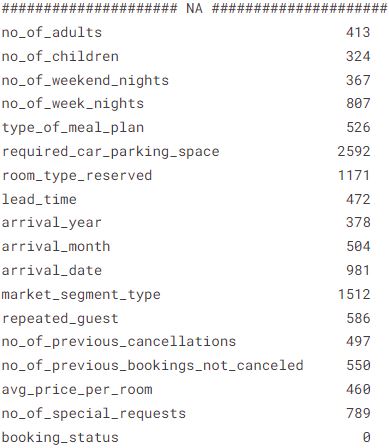 ##################### NA #####################
no_of_adults 413
no_of_children 324
no_of_weekend_nights 367
no_of_week_nights 807
type_of_meal_plan 526
required_car_parking_space 2592
room_type_reserved 1171
lead_time 472
arrival_year 378
arrival_month 504
arrival_date 981
market_segment_type 1512
repeated_guest 586
no_of_previous_cancellations 497
no_of_previous_bookings_not_canceled 550
avg_price_per_room 460
no_of_special_requests 789
booking_status 0